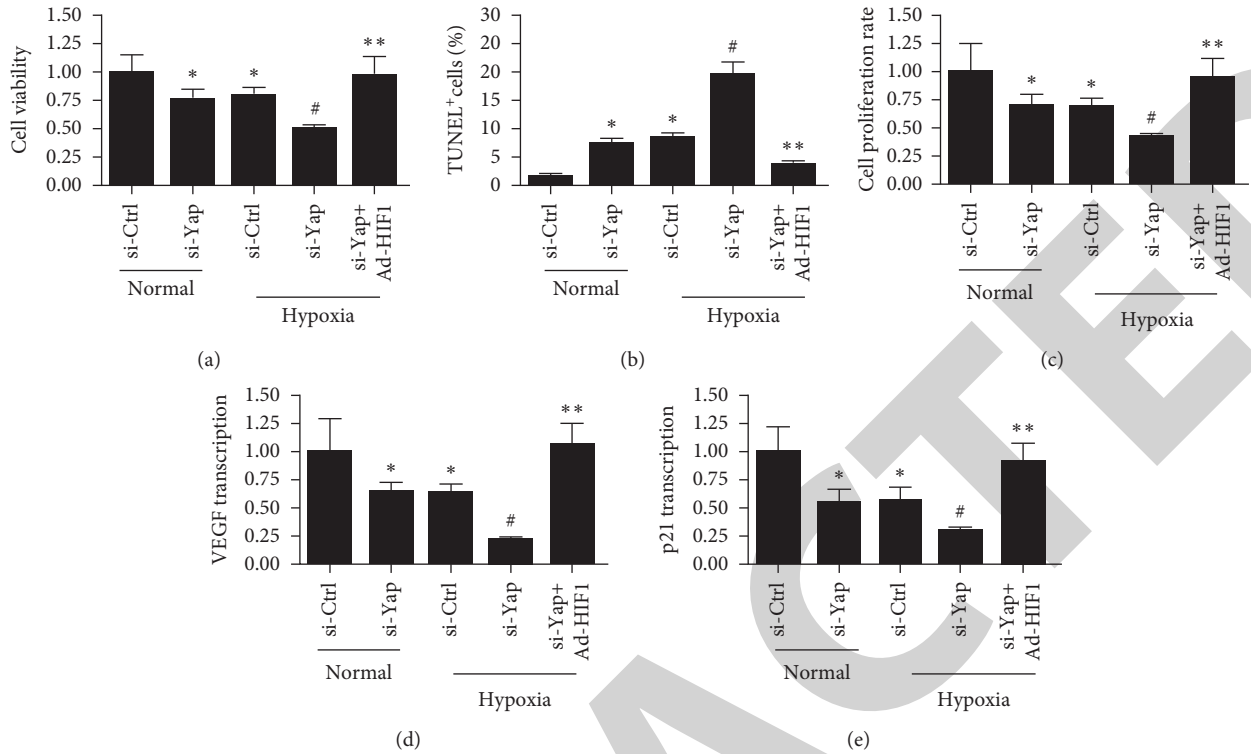 1.50
1.25
1.00
0.75
0.50
0.25
0.00
Cell viability
*
*
#
**
si-Ctrl
si-Yap
si-Ctrl
si-Yap
si-Yap+
Ad-HIF1
Normal
Hypoxia
(a)
30
20
20
10
10
5
0
TUNEL+cells (%)
*
*
#
**
si-Ctrl
si-Yap
si-Ctrl
si-Yap
si-Yap+
Ad-HIF1
Normal
Hypoxia
(b)
1.50
1.25
1.00
0.75
0.50
0.25
0.00
Cell proliferation rate
*
*
#
**
si-Ctrl
si-Yap
si-Ctrl
si-Yap
si-Yap+
Ad-HIF1
Normal
Hypoxia
(c)
1.50
1.25
1.00
0.75
0.50
0.25
0.00
VEGF transcription
*
*
#
**
si-Ctrl
si-Yap
si-Ctrl
si-Yap
si-Yap+
Ad-HIF1
Normal
Hypoxia
(d)
1.50
1.25
1.00
0.75
0.50
0.25
0.00
p21 transcription
*
*
#
**
si-Ctrl
si-Yap
si-Ctrl
si-Yap
si-Yap+
Ad-HIF1
Normal
Hypoxia
(e)
ACTE